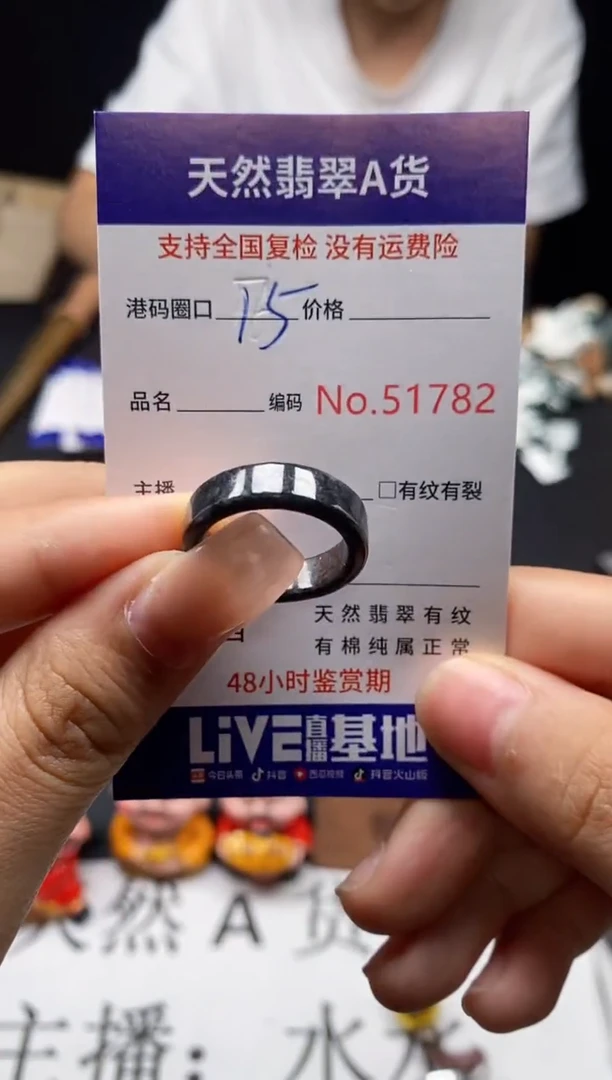 天然翡翠A货
支持全国复检 没有运费险
港码圈口 15 价格
品名 编码 No.51782
主播 □有纹有裂
天然翡翠有纹
有棉纯属正常
48小时鉴赏期
LiVE直播基地
今日头条 抖音 西瓜视频 抖音火山版
天然A货
主播：水水